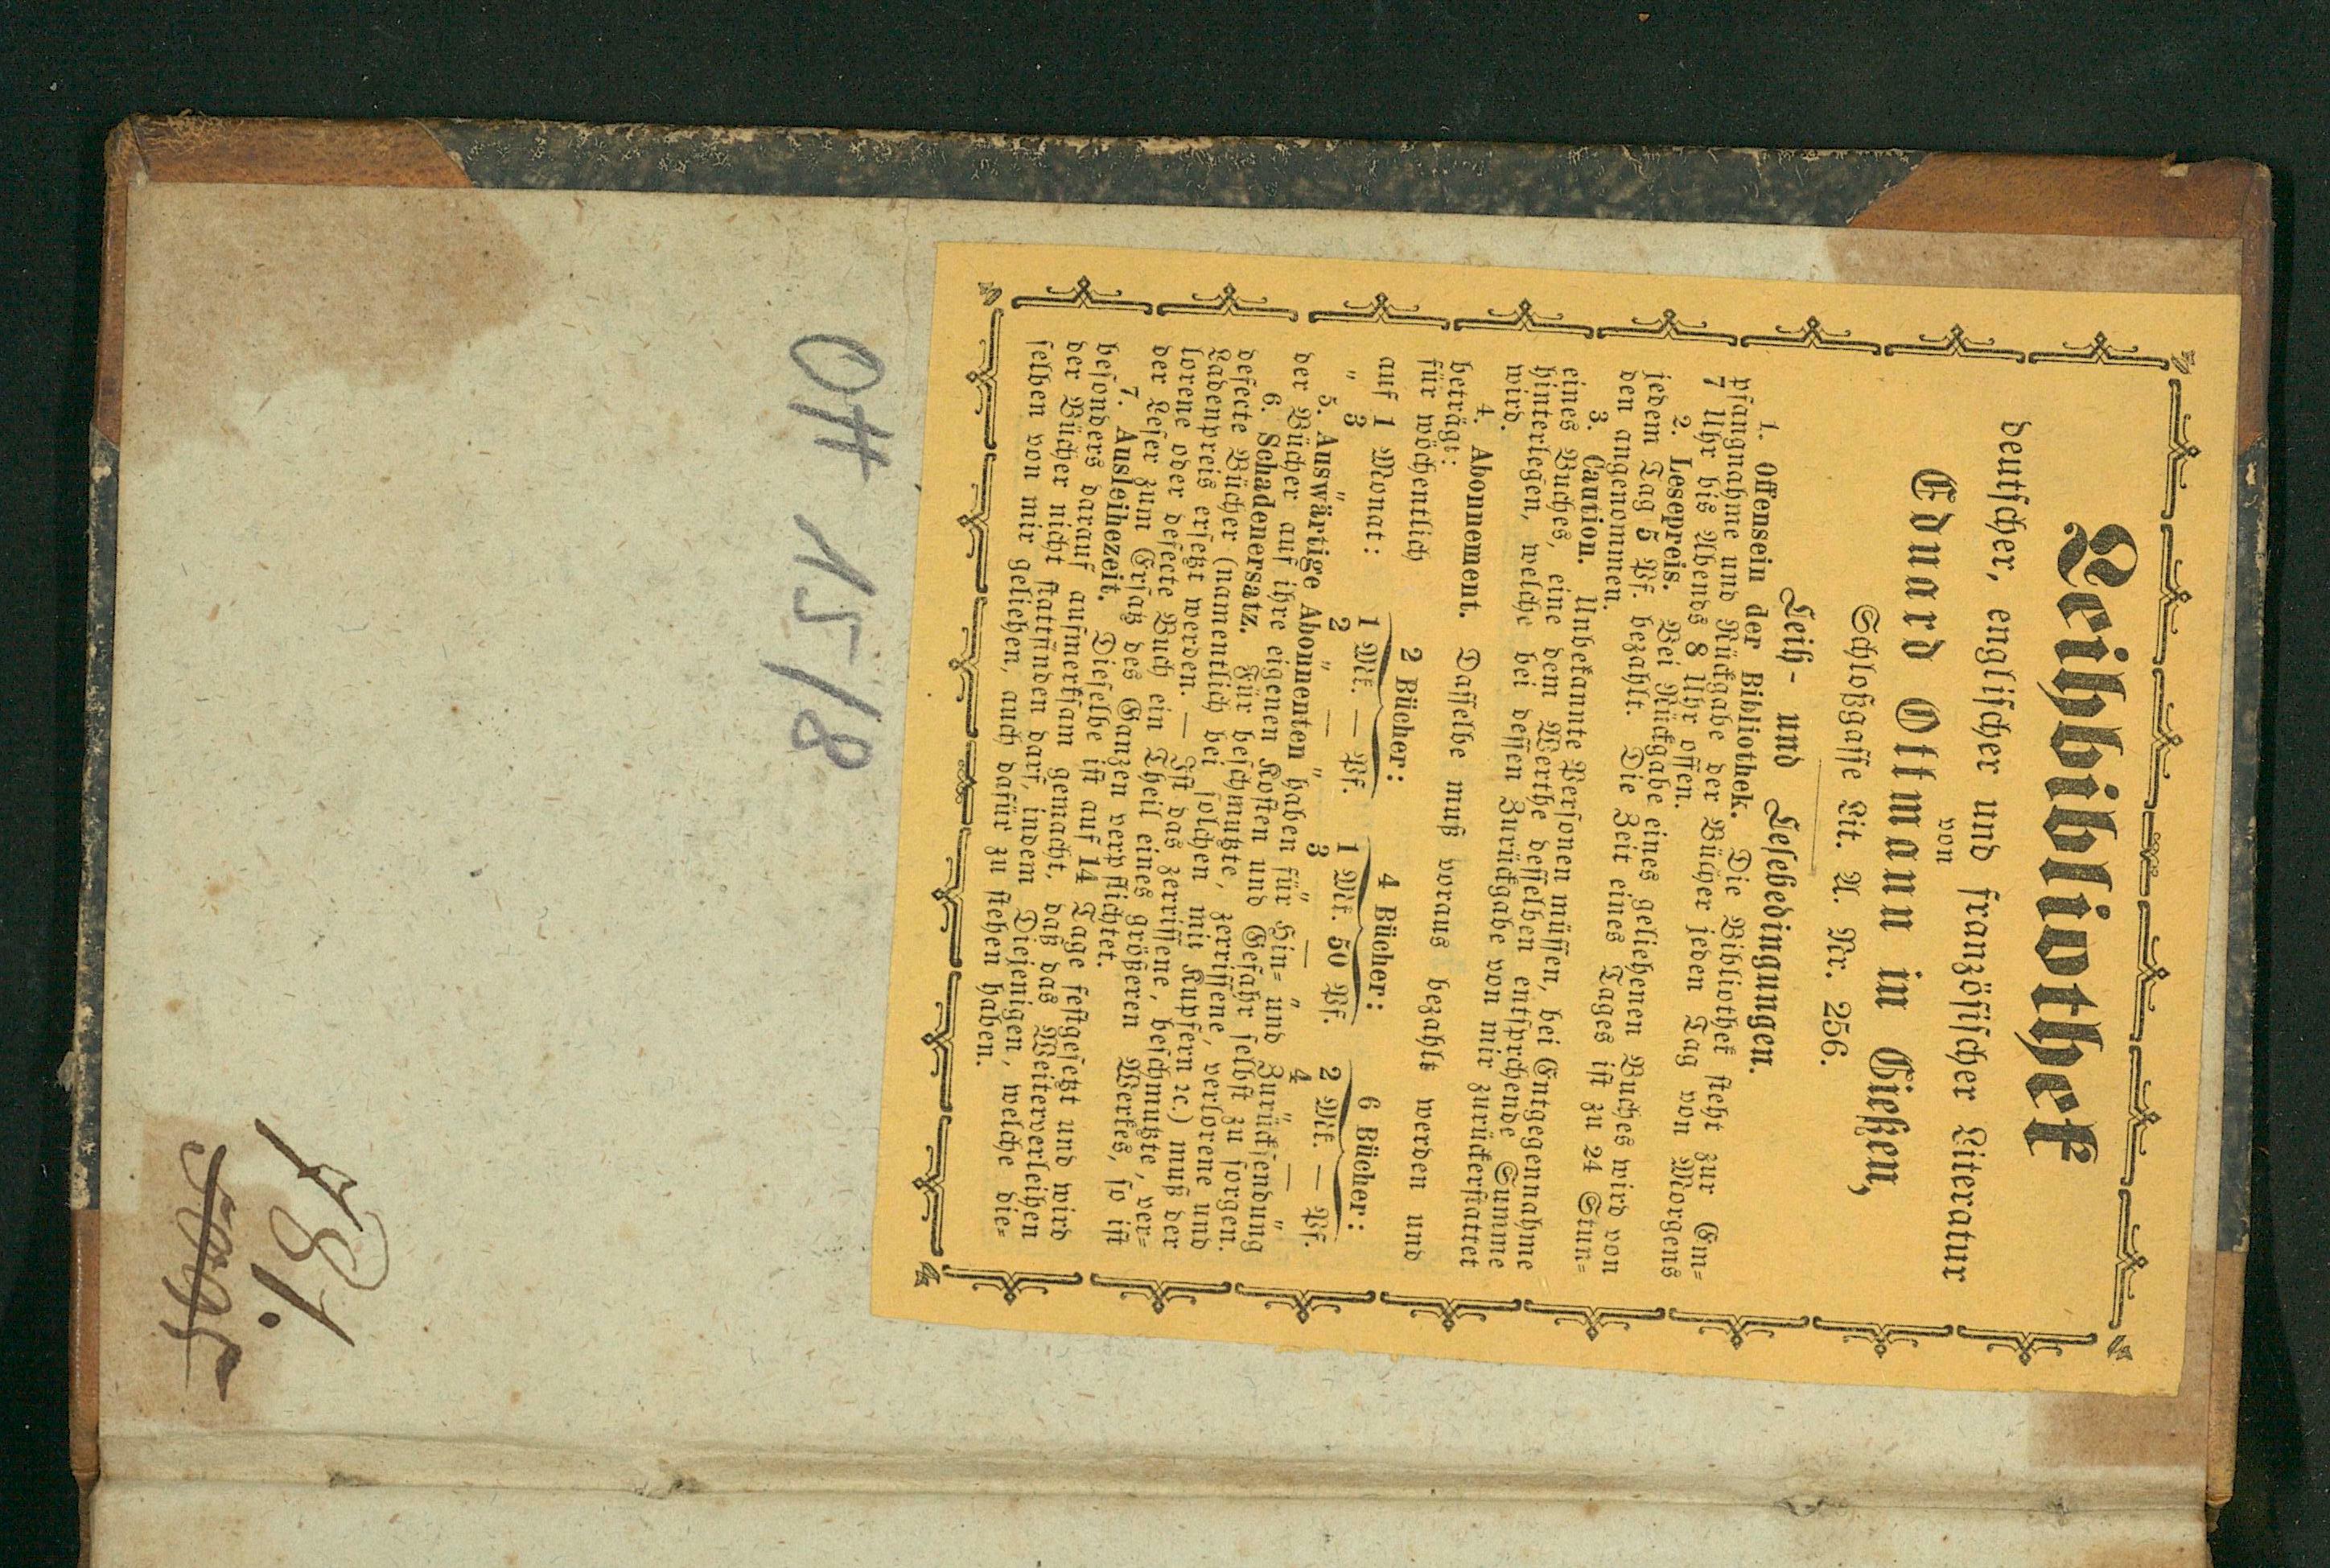 Leihbibliothek
deutscher, englischer und französischer Literatur
von
Eduard Ottmann in Gießen,
Schloßgasse Lit. A. Nr. 256.
Leih- und Lesebedingungen.
1. Offensein der Bibliothek. Die Bibliothek steht zur Em-
pfangnahme und Rückgabe der Bücher jeden Tag von Morgens
7 Uhr bis Abends 8 Uhr offen.
2. Lesepreis. Bei Rückgabe eines geliehenen Buches wird von
jedem Tag 5 Pf. bezahlt. Die Zeit eines Tages ist zu 24 Stun-
den angenommen.
3. Caution. Unbekannte Personen müssen, bei Entgegennahme
eines Buches, eine dem Werthe desselben entsprechende Summe
hinterlegen, welche bei dessen Zurückgabe von mir zurückerstattet
wird.
4. Abonnement. Dasselbe muß voraus bezahlt werden und
beträgt:
für wöchentlich 2 Bücher: 4 Bücher: 6 Bücher:
auf 1 Monat: 1 Mk. — Pf. 1 Mk. 50 Pf. 2 Mk. — Pf.
" 3 " 2 " — " 3 " — " 4 " — "
5. Auswärtige Abonnenten haben für Hin- und Zurücksendung
der Bücher auf ihre eigenen Kosten und Gefahr selbst zu sorgen.
6. Schadenersatz. Für beschmutzte, zerrissene, verlorene und
defecte Bücher (namentlich bei solchen mit Kupfern ꝛc.) muß der
Ladenpreis ersetzt werden. — Ist das zerrissene, beschmutzte, ver-
lorene oder defecte Buch ein Theil eines größeren Werkes, so ist
der Leser zum Ersatz des Ganzen verpflichtet.
7. Ausleihezeit. Dieselbe ist auf 14 Tage festgesetzt und wird
besonders darauf aufmerksam gemacht, daß das Weiterverleihen
der Bücher nicht stattfinden darf, indem Diejenigen, welche die-
selben von mir geliehen, auch dafür zu stehen haben.
Ott 15/8